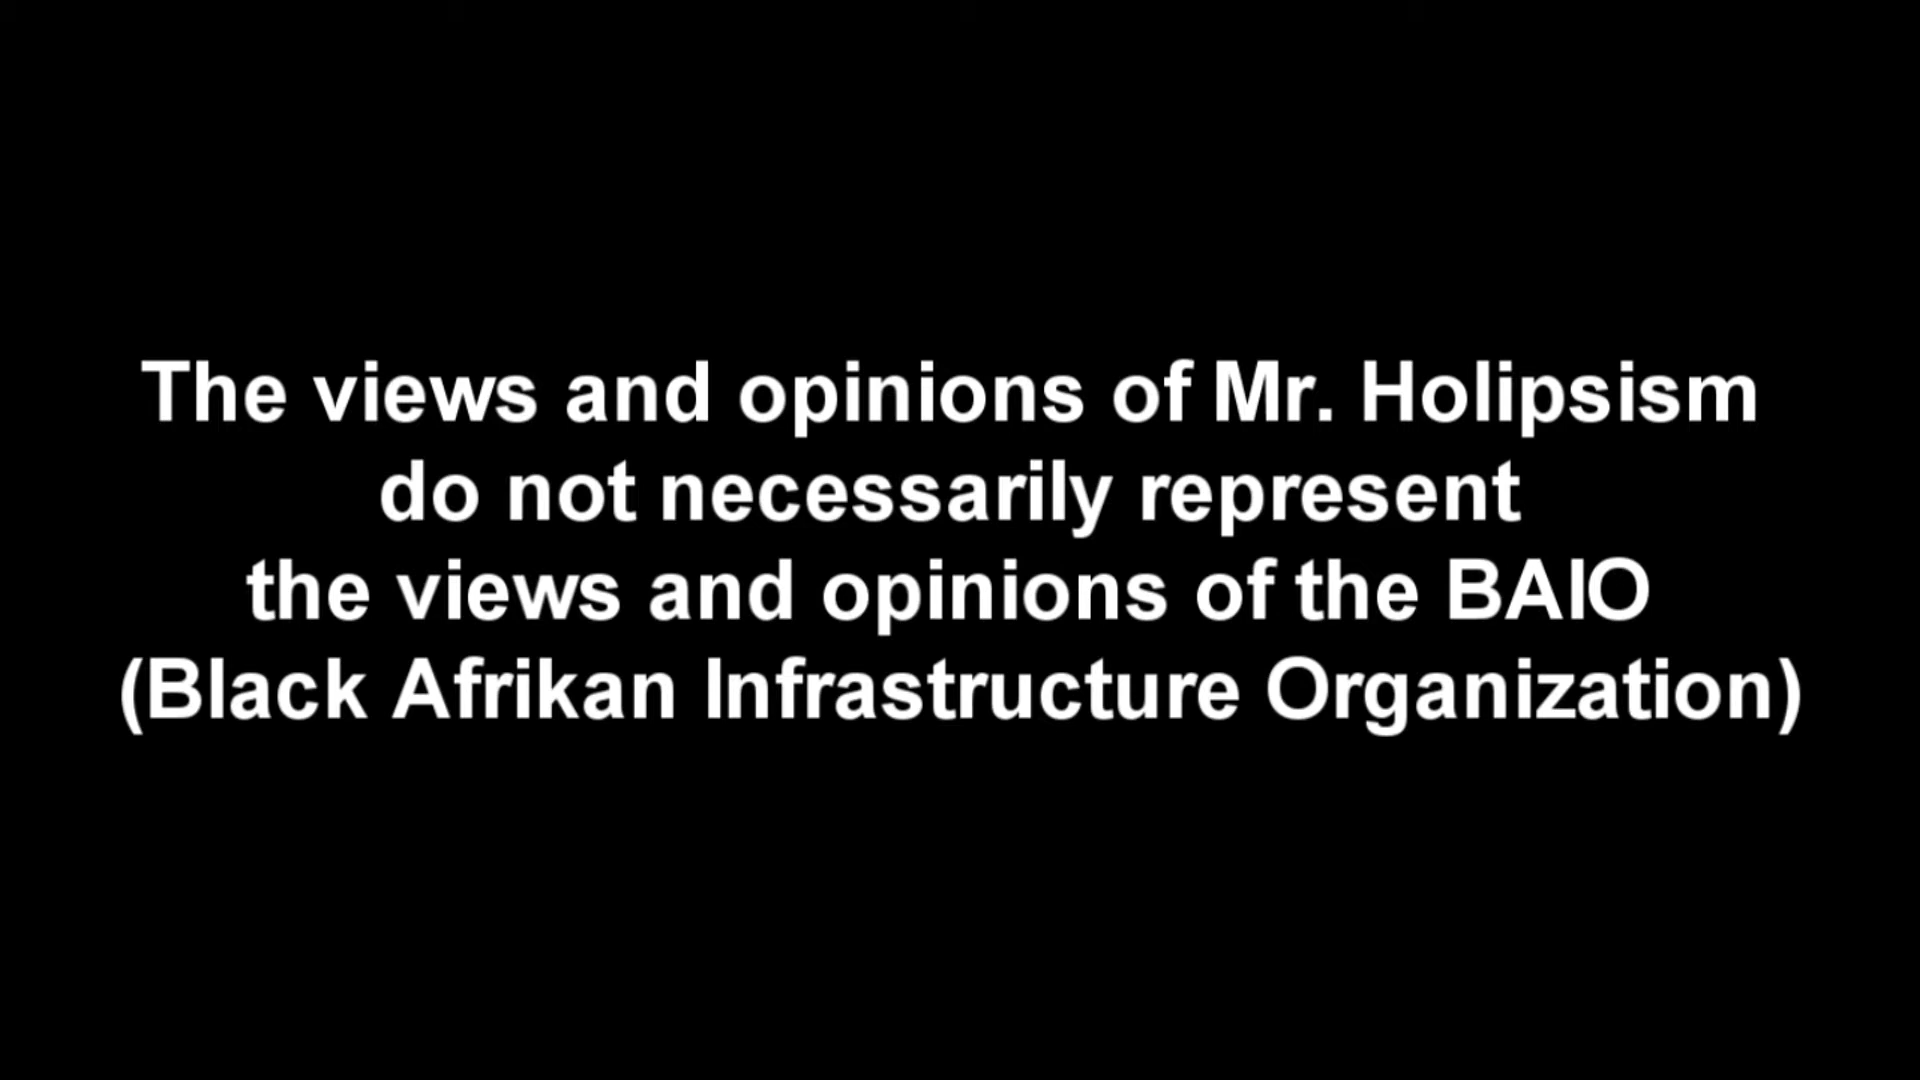 The views and opinions of Mr. Holipsism
do not necessarily represent
the views and opinions of the BAIO
(Black Afrikan Infrastructure Organization)